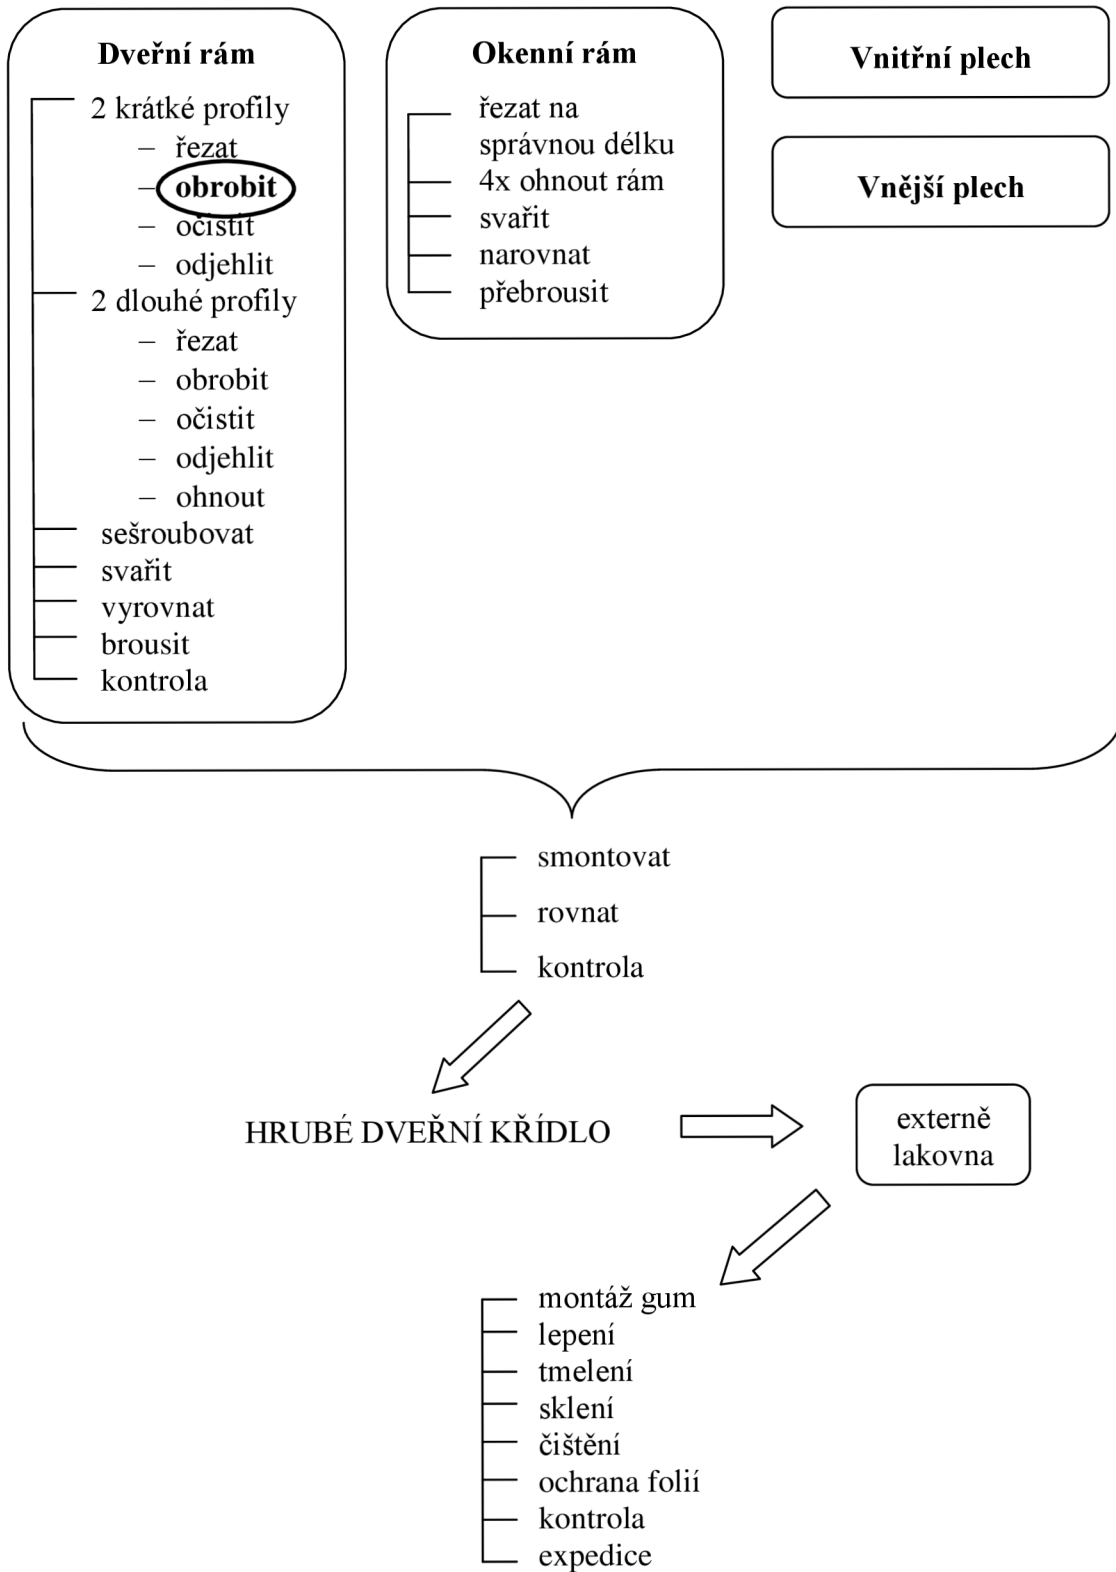 Dveřní rám
2 krátké profily
– řezat
– obrobit
– očistit
– odjehlit
2 dlouhé profily
– řezat
– obrobit
– očistit
– odjehlit
– ohnout
sešroubovat
svařit
vyrovnat
brousit
kontrola
Okenní rám
řezat na
správnou délku
4x ohnout rám
svařit
narovnat
přebrousit
Vnitřní plech
Vnější plech
smontovat
rovnat
kontrola
HRUBÉ DVEŘNÍ KŘÍDLO
externě
lakovna
montáž gum
lepení
tmelení
sklení
čištění
ochrana folií
kontrola
expedice